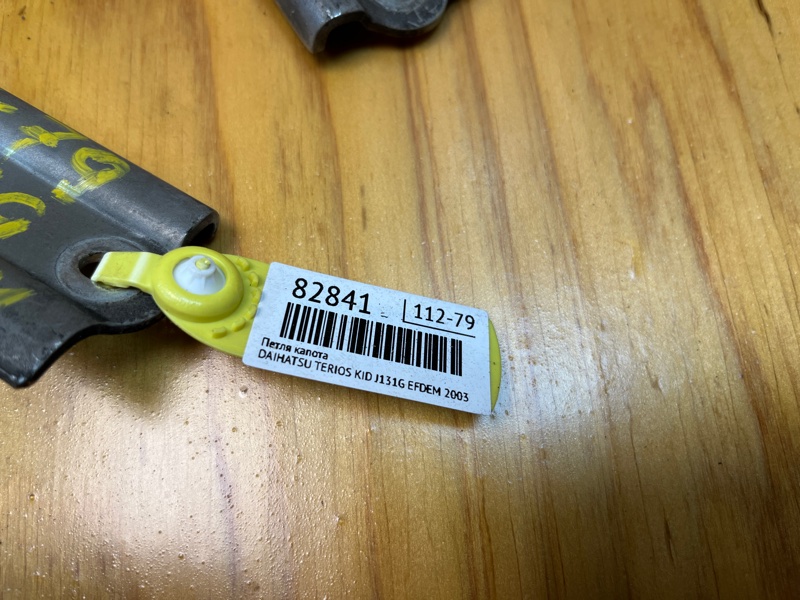 82841
112-79
Петля капота
DAIHATSU TERIOS KID J131G EFDEM 2003